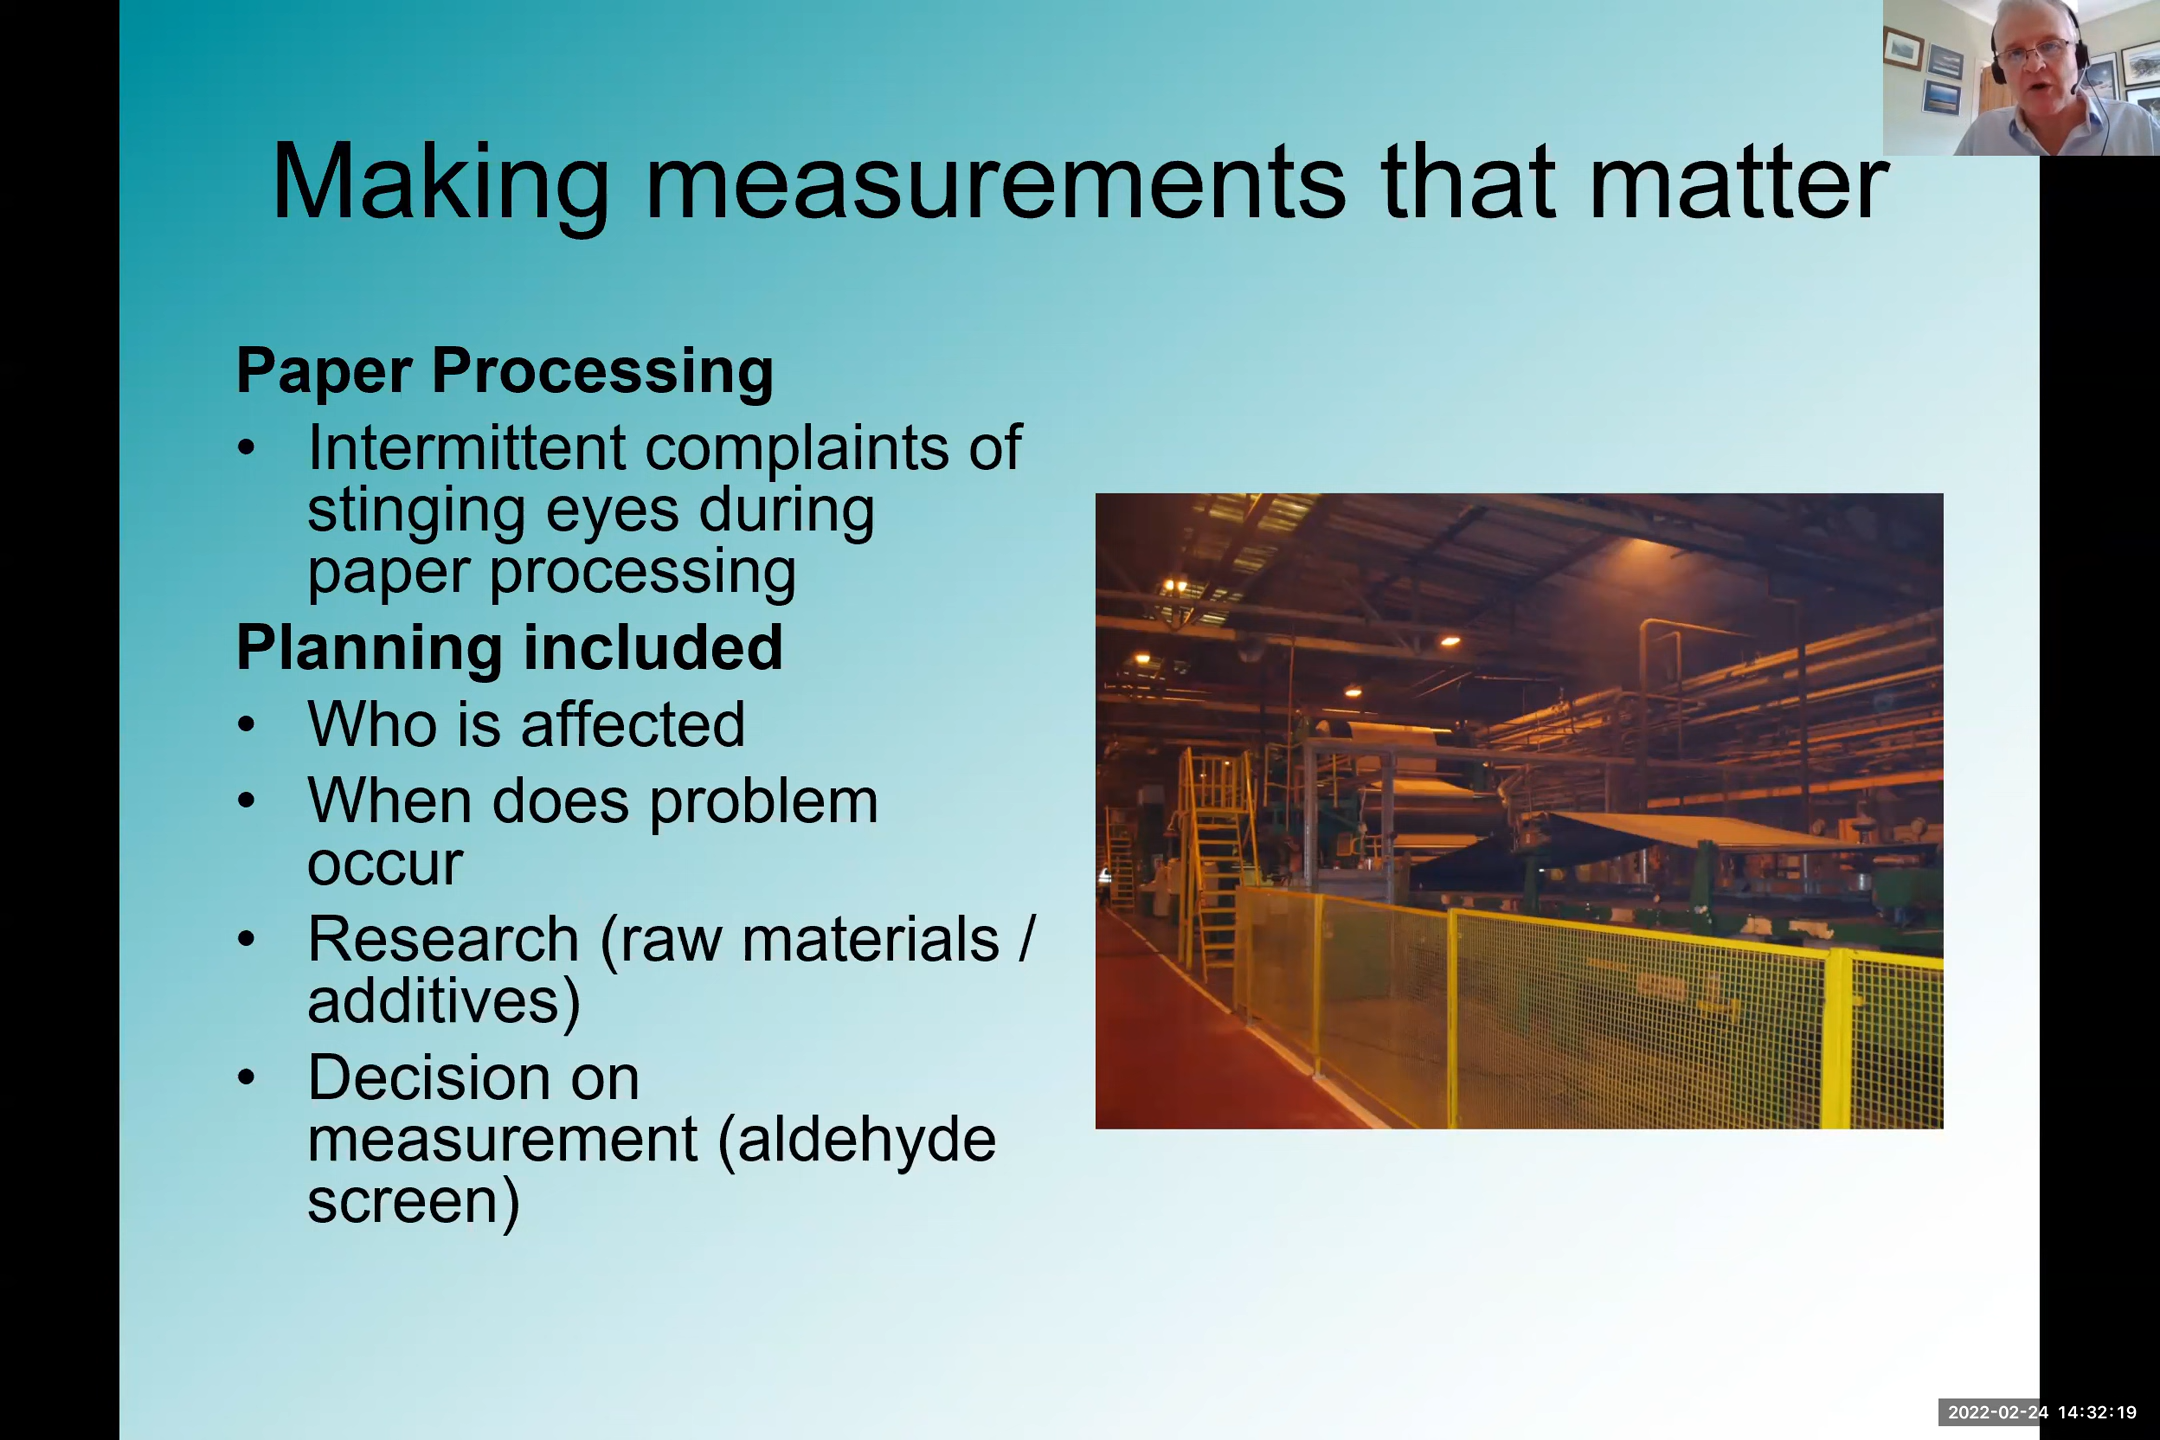 Making measurements that matter
Paper Processing
• Intermittent complaints of
stinging eyes during
paper processing
Planning included
• Who is affected
• When does problem
occur
• Research (raw materials /
additives)
• Decision on
measurement (aldehyde
screen)
2022-02-24 14:32:19